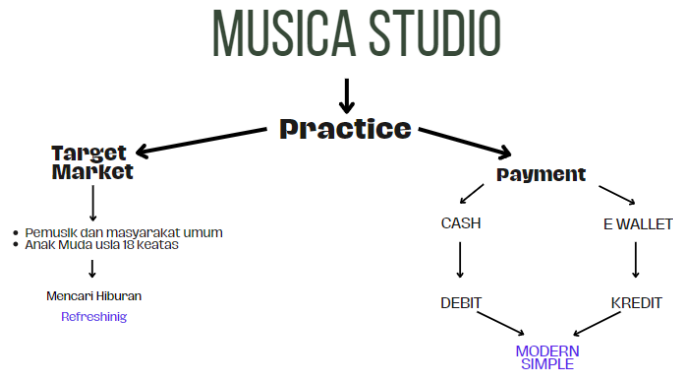 MUSICA STUDIO
Practice
Target
Market
• Pemusik dan masyarakat umum
• Anak Muda usia 18 keatas
Mencari Hiburan
Refreshinig
Payment
CASH
E WALLET
DEBIT
KREDIT
MODERN
SIMPLE